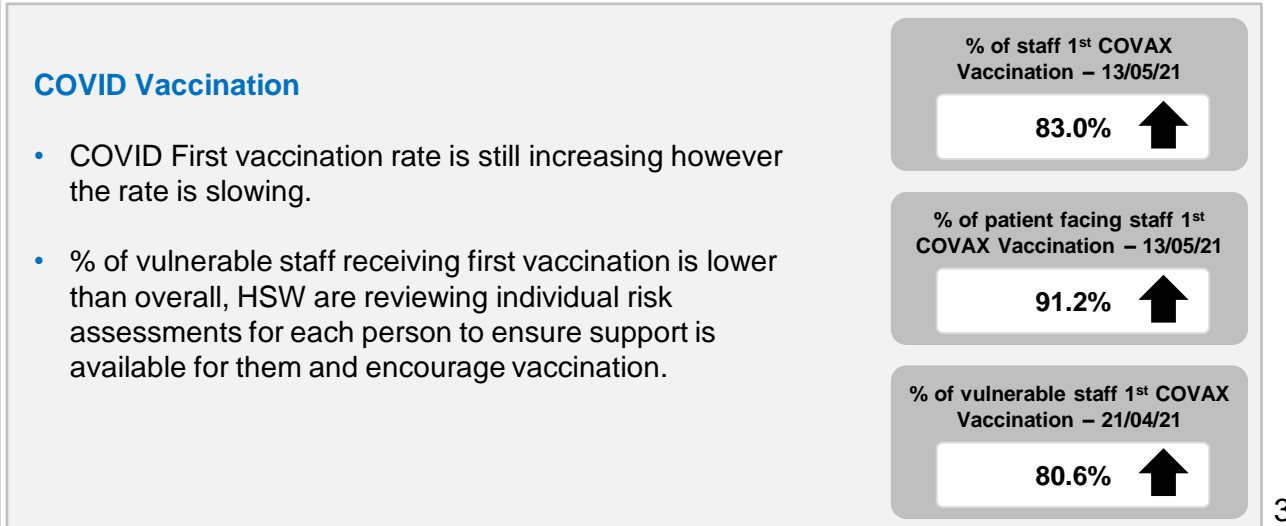 COVID Vaccination
• COVID First vaccination rate is still increasing however
the rate is slowing.
• % of vulnerable staff receiving first vaccination is lower
than overall, HSW are reviewing individual risk
assessments for each person to ensure support is
available for them and encourage vaccination.
% of staff 1st COVAX
Vaccination – 13/05/21
83.0%
% of patient facing staff 1st
COVAX Vaccination – 13/05/21
91.2%
% of vulnerable staff 1st COVAX
Vaccination – 21/04/21
80.6%
3